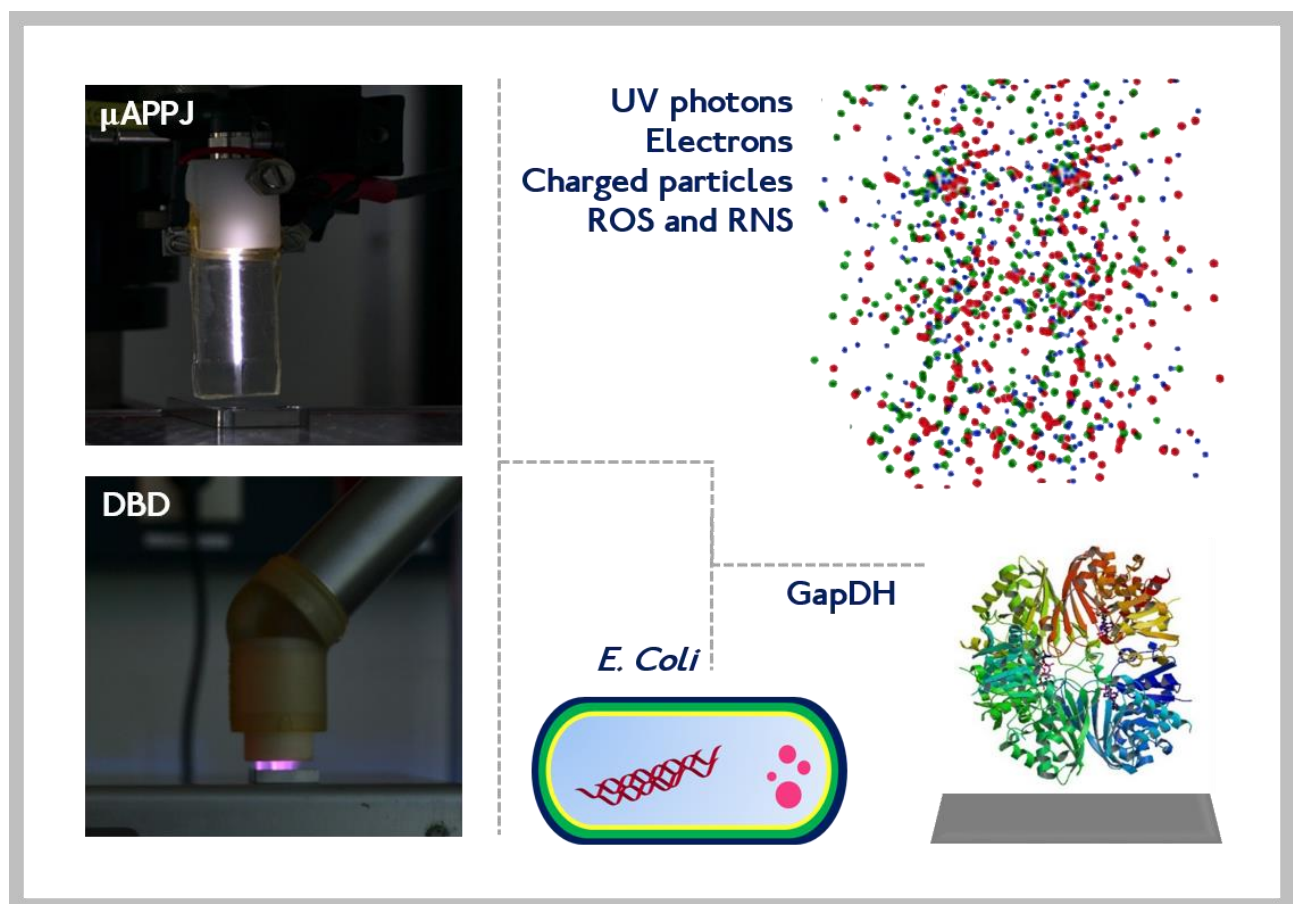 μAPPJ
UV photons
Electrons
Charged particles
ROS and RNS
DBD
GapDH
E. Coli